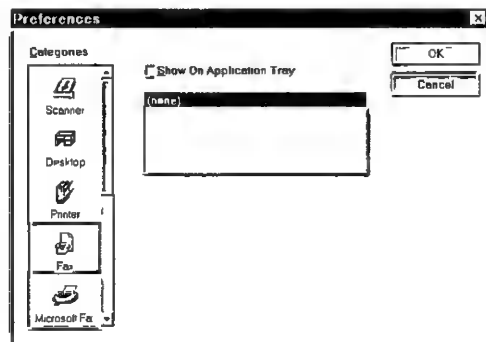 Preferences
Categories
Scanner
Desktop
Printer
Fax
Microsoft Fa
Show On Application Tray
(none)
OK
Cancel